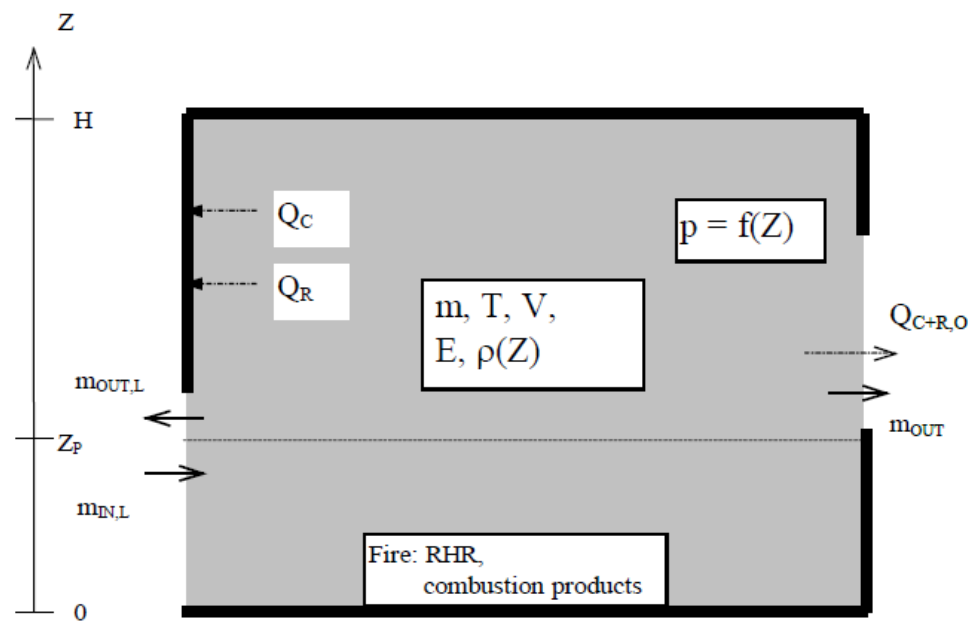 Z
H
Q_C
p = f(Z)
Q_R
m, T, V,
E, ρ(Z)
Q_C+R,O
m_OUT,L
m_OUT
Z_P
m_IN,L
Fire: RHR,
combustion products
0